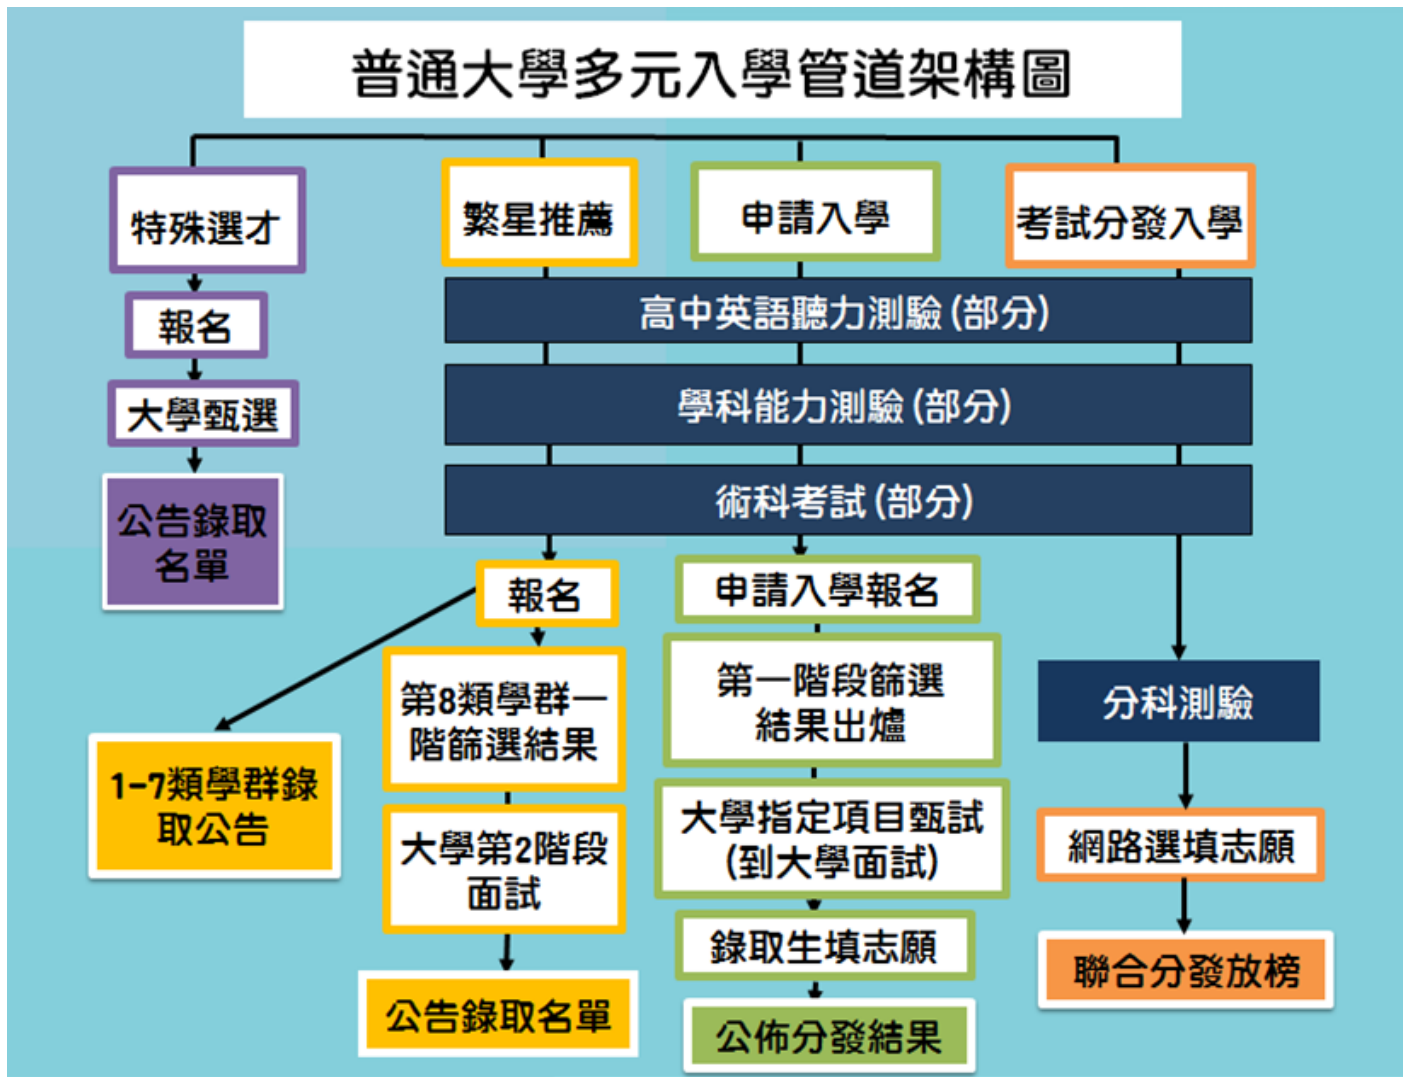 普通大學多元入學管道架構圖
特殊選才
繁星推薦
申請入學
考試分發入學
報名
大學甄選
公告錄取
名單
高中英語聽力測驗(部分)
學科能力測驗(部分)
術科考試(部分)
報名
1-7類學群錄
取公告
第8類學群一
階篩選結果
大學第2階段
面試
公告錄取名單
申請入學報名
第一階段篩選
結果出爐
大學指定項目甄試
(到大學面試)
錄取生填志願
公佈分發結果
分科測驗
網路選填志願
聯合分發放榜